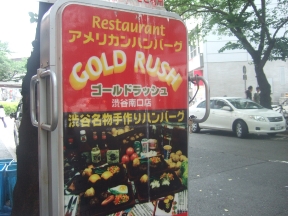 Restaurant
アメリカンハンバーグ
GOLD RUSH
ゴールドラッシュ
渋谷南口店
渋谷名物手作りハンバーグ